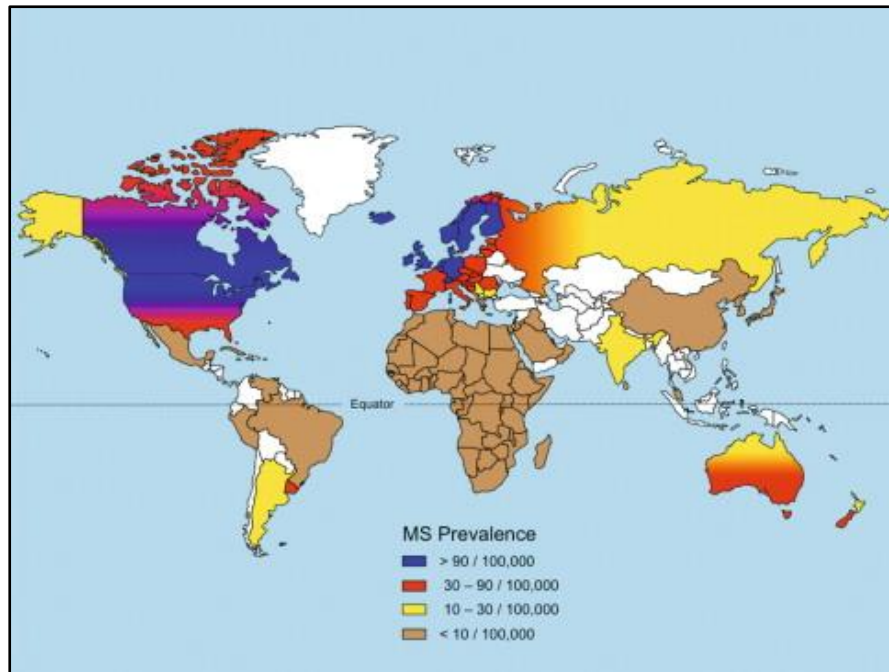 Equator
MS Prevalence
> 90 / 100,000
30 – 90 / 100,000
10 – 30 / 100,000
< 10 / 100,000